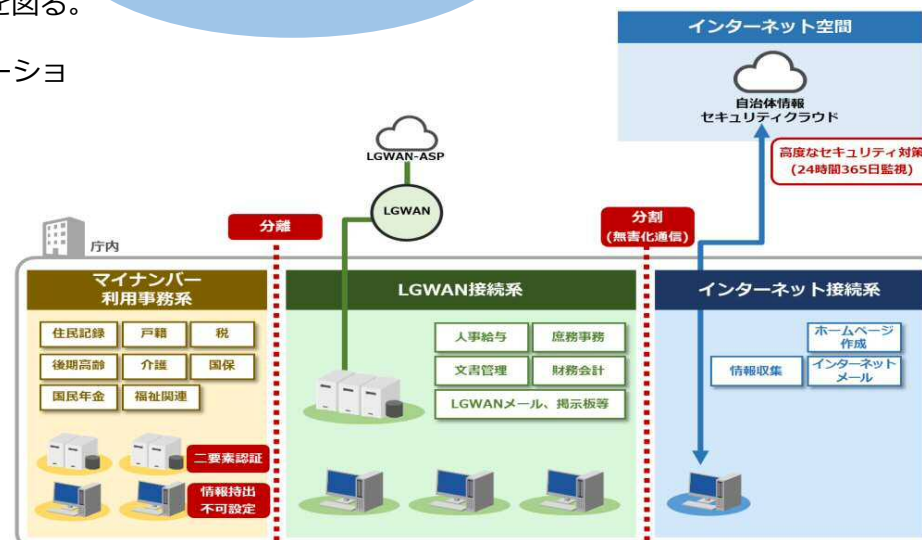 を図る。
ーショ
インターネット空間
自治体情報
セキュリティクラウド
高度なセキュリティ対策
(24時間365日監視)
LGWAN-ASP
LGWAN
分離
分割
(無害化通信)
庁内
マイナンバー
利用事務系
住民記録
戸籍
税
後期高齢
介護
国保
国民年金
福祉関連
二要素認証
情報持出
不可設定
LGWAN接続系
人事給与
庶務事務
文書管理
財務会計
LGWANメール、掲示板等
インターネット接続系
ホームページ
作成
情報収集
インターネット
メール